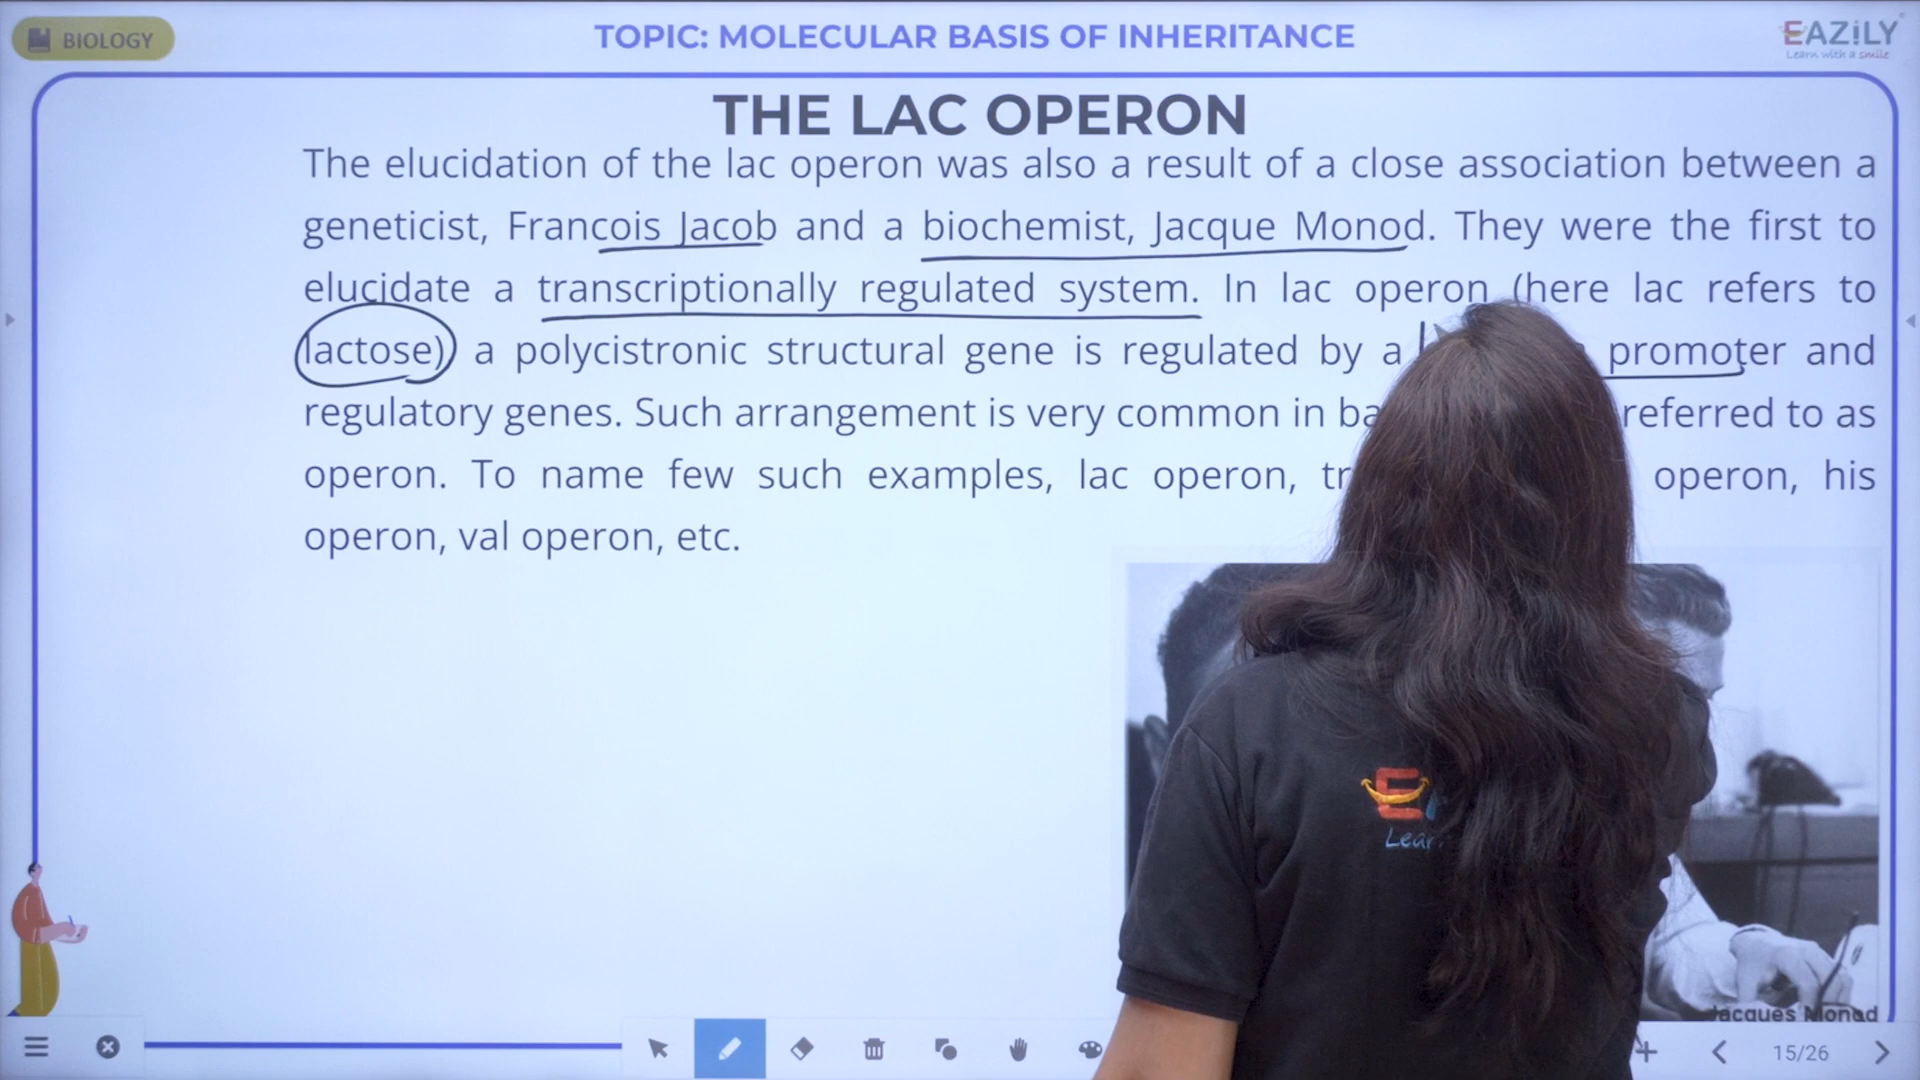 BIOLOGY
TOPIC: MOLECULAR BASIS OF INHERITANCE
EAZiLY
Learn with a smile
THE LAC OPERON
The elucidation of the lac operon was also a result of a close association between a
geneticist, Francois Jacob and a biochemist, Jacque Monod. They were the first to
elucidate a transcriptionally regulated system. In lac operon (here lac refers to
lactose) a polycistronic structural gene is regulated by a promoter and
regulatory genes. Such arrangement is very common in referred to as
operon. To name few such examples, lac operon, operon, his
operon, val operon, etc.
Jacques Monod
15/26